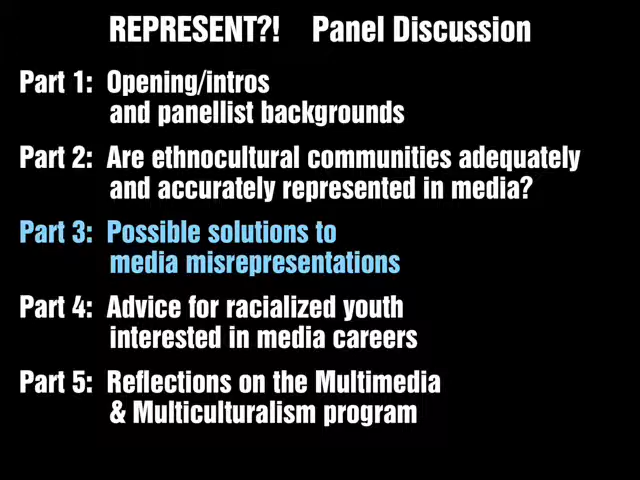 REPRESENT?! Panel Discussion
Part 1: Opening/intros
and panellist backgrounds
Part 2: Are ethnocultural communities adequately
and accurately represented in media?
Part 3: Possible solutions to
media misrepresentations
Part 4: Advice for racialized youth
interested in media careers
Part 5: Reflections on the Multimedia
& Multiculturalism program